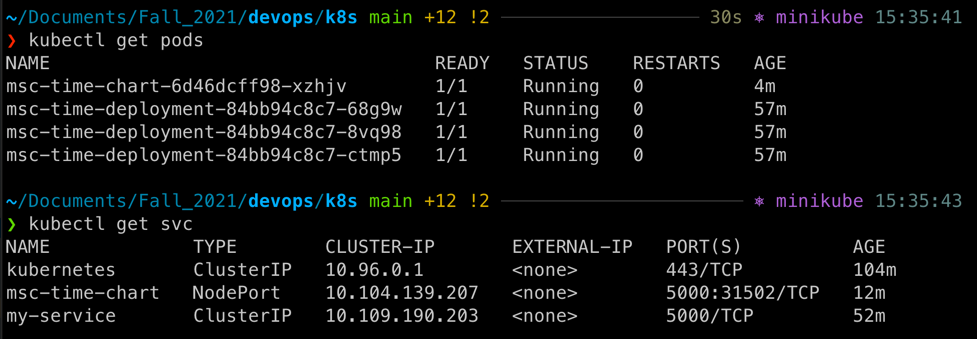 ~/Documents/Fall_2021/devops/k8s main +12 !2 30s ⎈ minikube 15:35:41
❯ kubectl get pods
NAME READY STATUS RESTARTS AGE
msc-time-chart-6d46dcff98-xzhjv 1/1 Running 0 4m
msc-time-deployment-84bb94c8c7-68g9w 1/1 Running 0 57m
msc-time-deployment-84bb94c8c7-8vq98 1/1 Running 0 57m
msc-time-deployment-84bb94c8c7-ctmp5 1/1 Running 0 57m
~/Documents/Fall_2021/devops/k8s main +12 !2 ⎈ minikube 15:35:43
❯ kubectl get svc
NAME TYPE CLUSTER-IP EXTERNAL-IP PORT(S) AGE
kubernetes ClusterIP 10.96.0.1 <none> 443/TCP 104m
msc-time-chart NodePort 10.104.139.207 <none> 5000:31502/TCP 12m
my-service ClusterIP 10.109.190.203 <none> 5000/TCP 52m